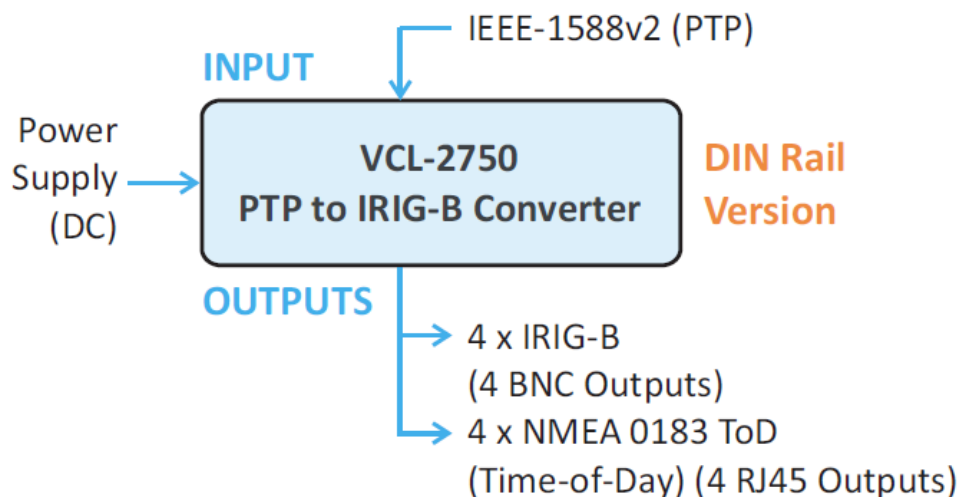 IEEE-1588v2 (PTP)
INPUT
Power
Supply
(DC)
VCL-2750
PTP to IRIG-B Converter
DIN Rail
Version
OUTPUTS
4 x IRIG-B
(4 BNC Outputs)
4 x NMEA 0183 ToD
(Time-of-Day) (4 RJ45 Outputs)